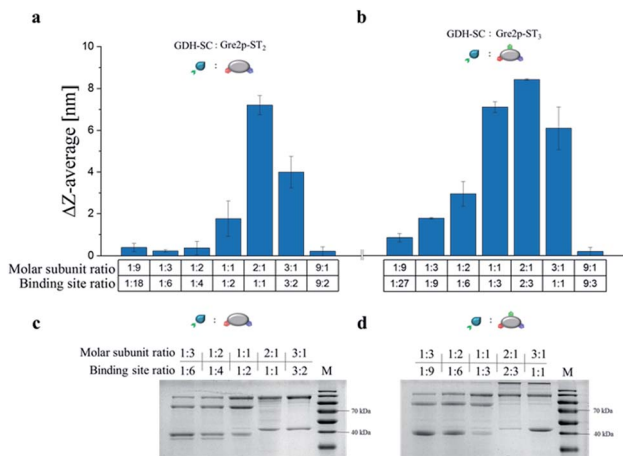 a
GDH-SC : Gre2p-ST2
:
10
8
6
4
2
0
ΔZ-average [nm]
Molar subunit ratio 1:9 1:3 1:2 1:1 2:1 3:1 9:1
Binding site ratio 1:18 1:6 1:4 1:2 1:1 3:2 9:2
b
GDH-SC : Gre2p-ST3
:
1:9 1:3 1:2 1:1 2:1 3:1 9:1
1:27 1:9 1:6 1:3 2:3 1:1 9:3
c
:
Molar subunit ratio 1:3 1:2 1:1 2:1 3:1
Binding site ratio 1:6 1:4 1:2 1:1 3:2 M
70 kDa
40 kDa
d
:
1:3 1:2 1:1 2:1 3:1
1:9 1:6 1:3 2:3 1:1 M
70 kDa
40 kDa